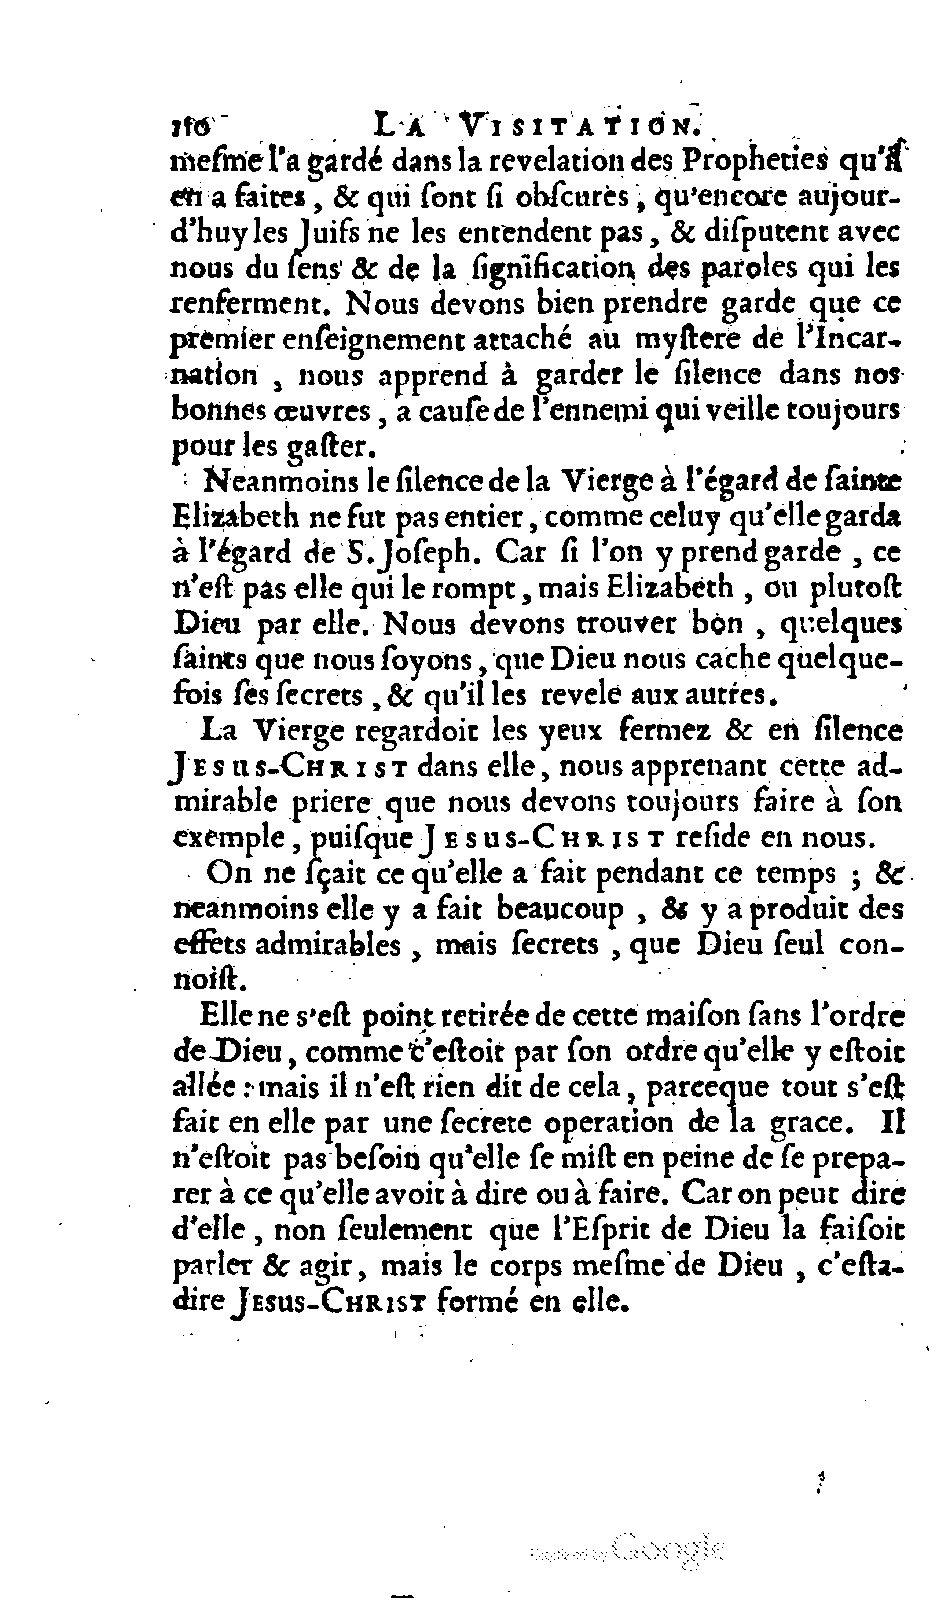 150 LA VISITATION.
meſme l'a gardé dans la revelation des Propheties qu'il
en a faites, & qui ſont ſi obſcures, qu'encore aujour-
d'huy les Juifs ne les entendent pas, & diſputent avec
nous du ſens & de la ſignification des paroles qui les
renferment. Nous devons bien prendre garde que ce
premier enſeignement attaché au myſtere de l'Incar-
nation, nous apprend à garder le ſilence dans nos
bonnes œuvres, a cauſe de l'ennemi qui veille toujours
pour les gaſter.
Neanmoins le ſilence de la Vierge à l'égard de ſainte
Elizabeth ne fut pas entier, comme celuy qu'elle garda
à l'égard de S. Joſeph. Car ſi l'on y prend garde, ce
n'eſt pas elle qui le rompt, mais Elizabeth, ou plutoſt
Dieu par elle. Nous devons trouver bon, quelques
ſaints que nous ſoyons, que Dieu nous cache quelque-
fois ſes ſecrets, & qu'il les revele aux autres.
La Vierge regardoit les yeux fermez & en ſilence
JESUS-CHRIST dans elle, nous apprenant cette ad-
mirable priere que nous devons toujours faire à ſon
exemple, puiſque JESUS-CHRIST reſide en nous.
On ne ſçait ce qu'elle a fait pendant ce temps ; &
neanmoins elle y a fait beaucoup, & y a produit des
effets admirables, mais ſecrets, que Dieu ſeul con-
noiſt.
Elle ne s'eſt point retirée de cette maiſon ſans l'ordre
de Dieu, comme c'eſtoit par ſon ordre qu'elle y eſtoit
allée : mais il n'eſt rien dit de cela, parceque tout s'eſt
fait en elle par une ſecrete operation de la grace. Il
n'eſtoit pas beſoin qu'elle ſe miſt en peine de ſe prepa-
rer à ce qu'elle avoit à dire ou à faire. Car on peut dire
d'elle, non ſeulement que l'Eſprit de Dieu la faiſoit
parler & agir, mais le corps meſme de Dieu, c'eſta-
dire JESUS-CHRIST formé en elle.
Google